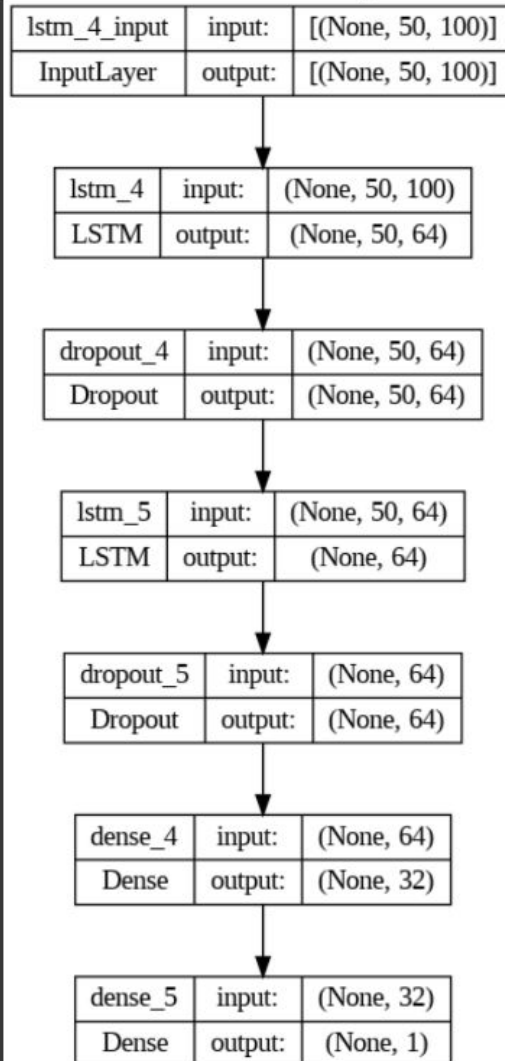 lstm_4_input input: [(None, 50, 100)]
InputLayer output: [(None, 50, 100)]
lstm_4 input: (None, 50, 100)
LSTM output: (None, 50, 64)
dropout_4 input: (None, 50, 64)
Dropout output: (None, 50, 64)
lstm_5 input: (None, 50, 64)
LSTM output: (None, 64)
dropout_5 input: (None, 64)
Dropout output: (None, 64)
dense_4 input: (None, 64)
Dense output: (None, 32)
dense_5 input: (None, 32)
Dense output: (None, 1)